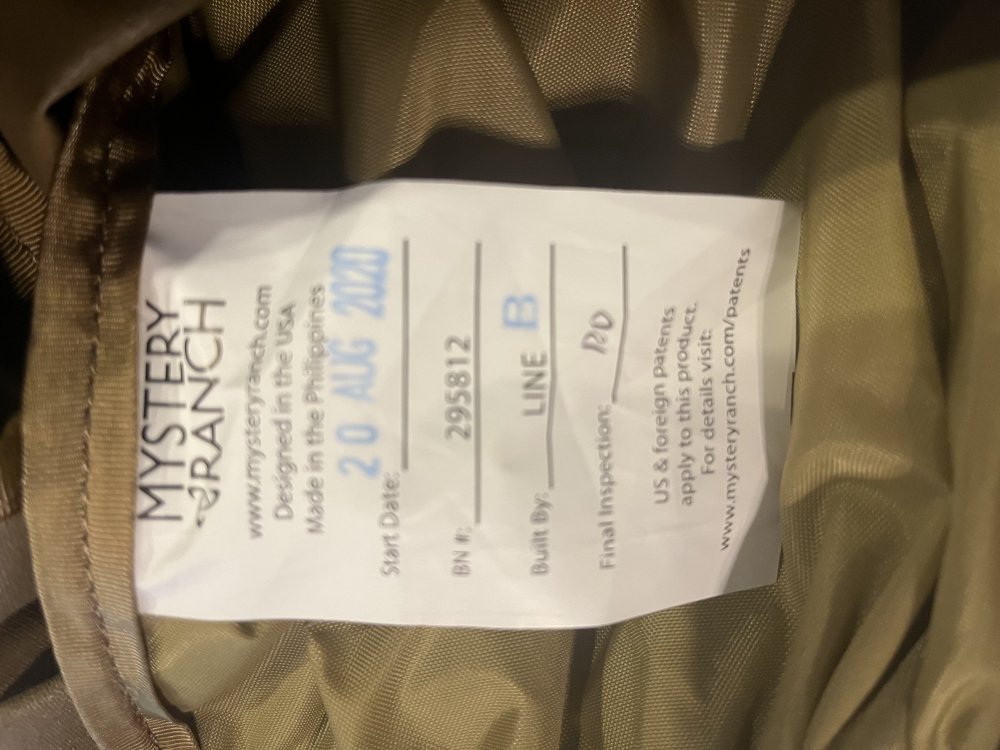 MYSTERY
RANCH
www.mysteryranch.com
Designed in the USA
Made in the Philippines
Start Date: 20 AUG 2020
BN #: 295812
Built By: LINE B
Final Inspection: RD
US & foreign patents
apply to this product.
For details visit:
www.mysteryranch.com/patents